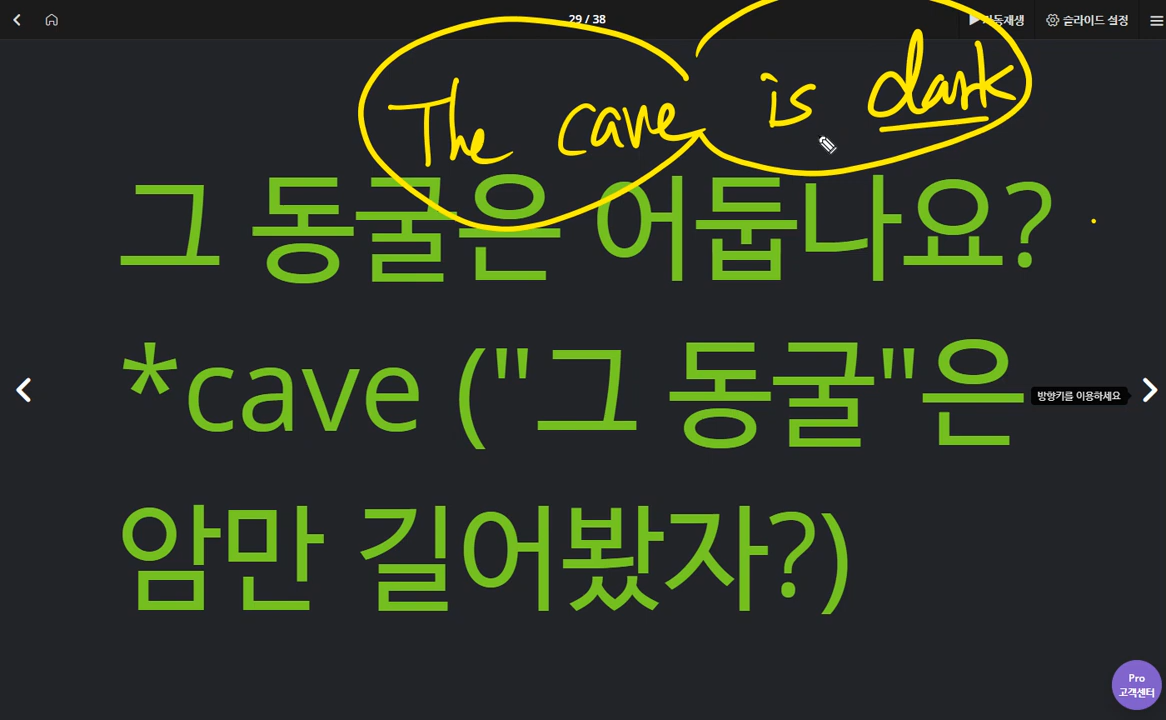 29 / 38
자동재생
슬라이드 설정
The cave is dark
그 동굴은 어둡나요?
*cave ("그 동굴"은
방향키를 이용하세요
암만 길어봤자?)
Pro
고객센터